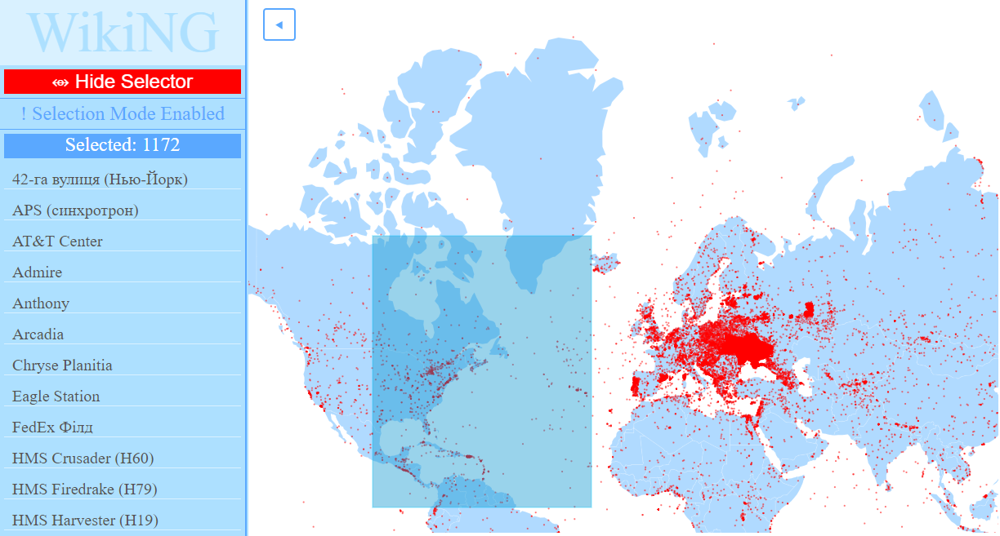 WikiNG
Hide Selector
! Selection Mode Enabled
Selected: 1172
42-га вулиця (Нью-Йорк)
APS (синхротрон)
AT&T Center
Admire
Anthony
Arcadia
Chryse Planitia
Eagle Station
FedEx Філд
HMS Crusader (H60)
HMS Firedrake (H79)
HMS Harvester (H19)